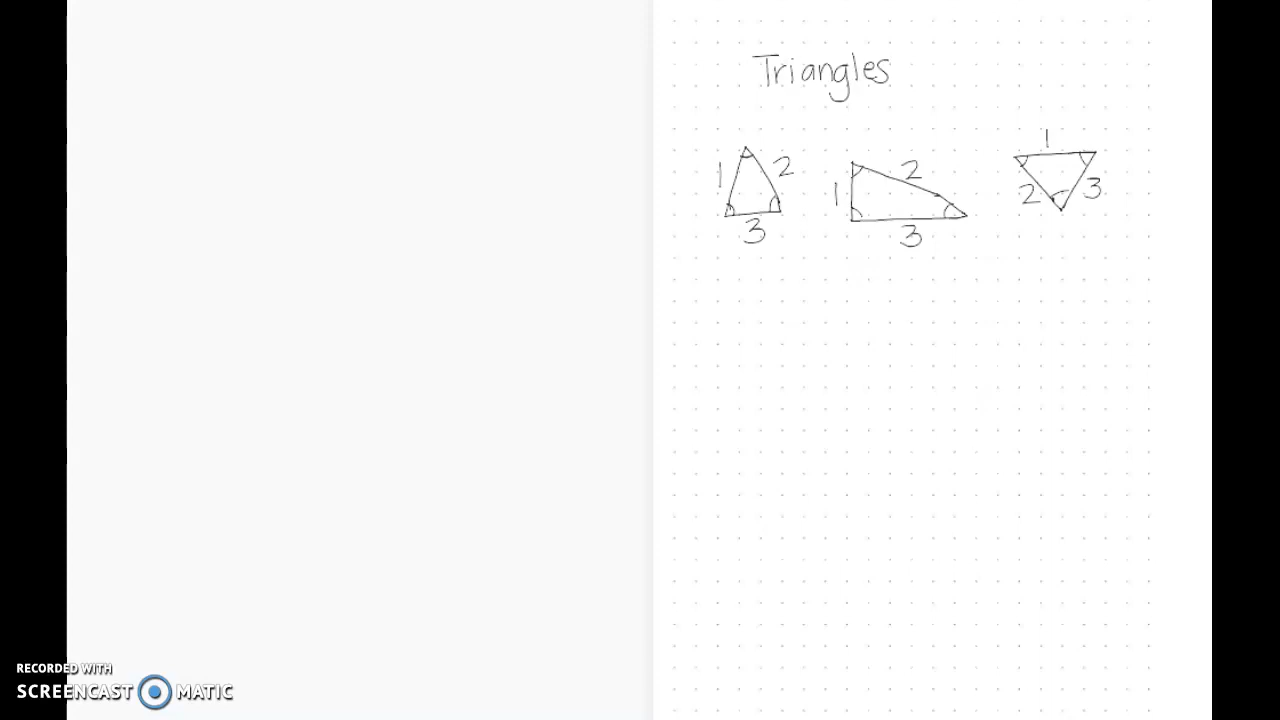 Triangles
1 2 3
1 2 3
1 2 3
RECORDED WITH
SCREENCAST MATIC